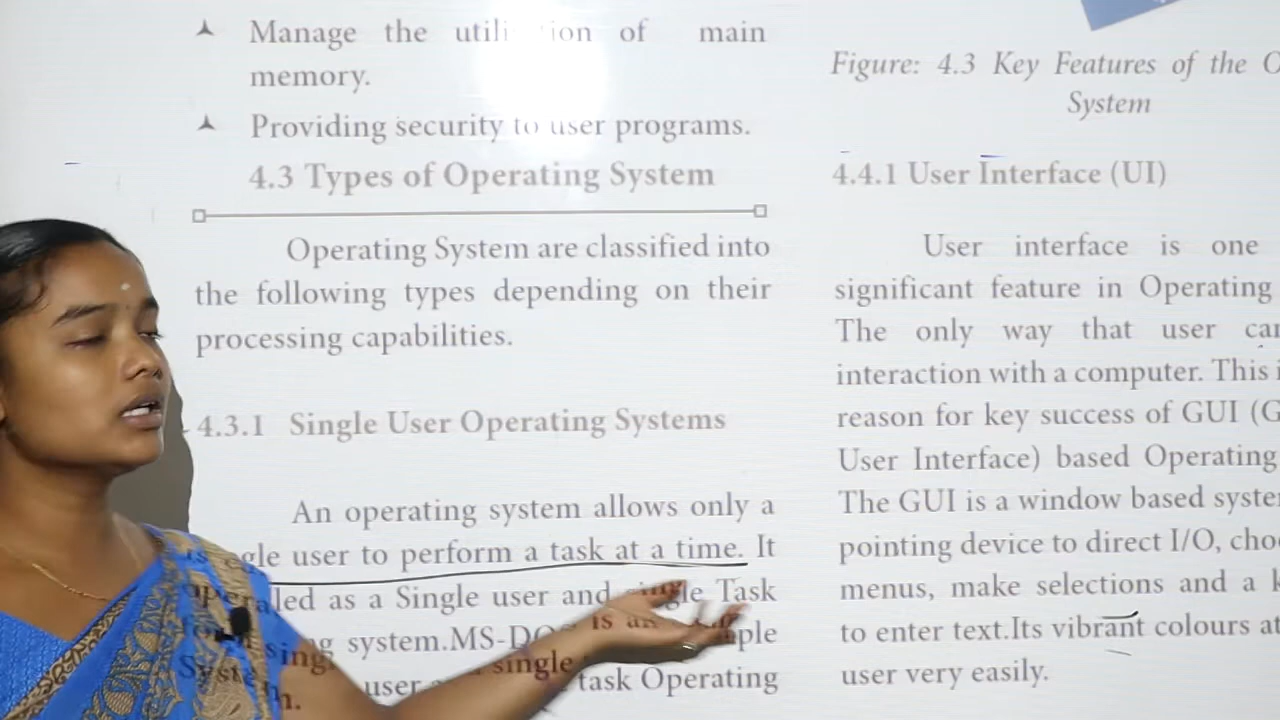 Manage the utili ion of main
memory.
Providing security to user programs.
4.3 Types of Operating System
Operating System are classified into
the following types depending on their
processing capabilities.
4.3.1 Single User Operating Systems
An operating system allows only a
user to perform a task at a time. It
as a Single user and single Task
system.MS-DOS is an
user single task Operating
System.
Figure: 4.3 Key Features of the
System
4.4.1 User Interface (UI)
User interface is one
significant feature in Operating
The only way that user can
interaction with a computer. This
reason for key success of GUI
User Interface) based Operating
The GUI is a window based
pointing device to direct I/O,
menus, make selections and a
to enter text.Its vibrant colours
user very easily.